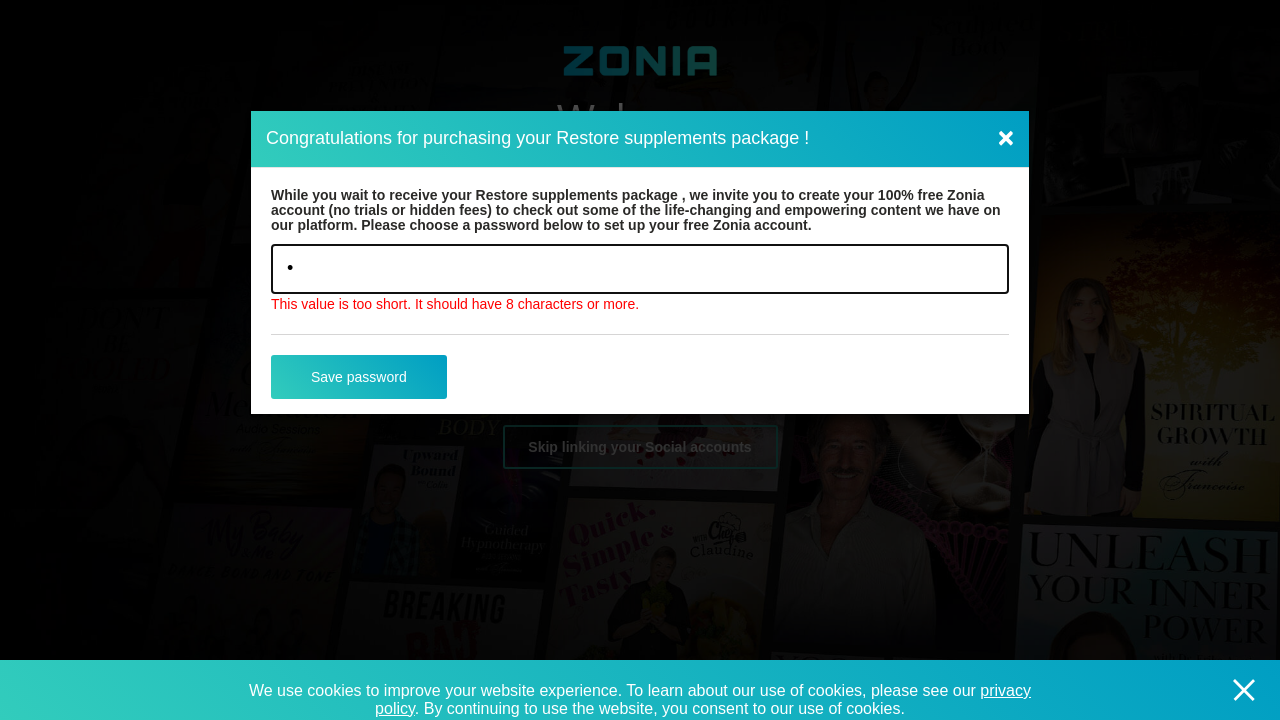 ZONIA
Congratulations for purchasing your Restore supplements package !
While you wait to receive your Restore supplements package , we invite you to create your 100% free Zonia
account (no trials or hidden fees) to check out some of the life-changing and empowering content we have on
our platform. Please choose a password below to set up your free Zonia account.
•
This value is too short. It should have 8 characters or more.
Save password
Skip linking your Social accounts
BODY
Upward
Bound
Guided
Hypnotherapy
My Baby
& Me
BREAKING
BAD
Quick,
Simple &
Tasty
WITH Chef
Claudine
SPIRITUAL
GROWTH
with
Francoise
UNLEASH
YOUR INNER
POWER
We use cookies to improve your website experience. To learn about our use of cookies, please see our privacy
policy. By continuing to use the website, you consent to our use of cookies.